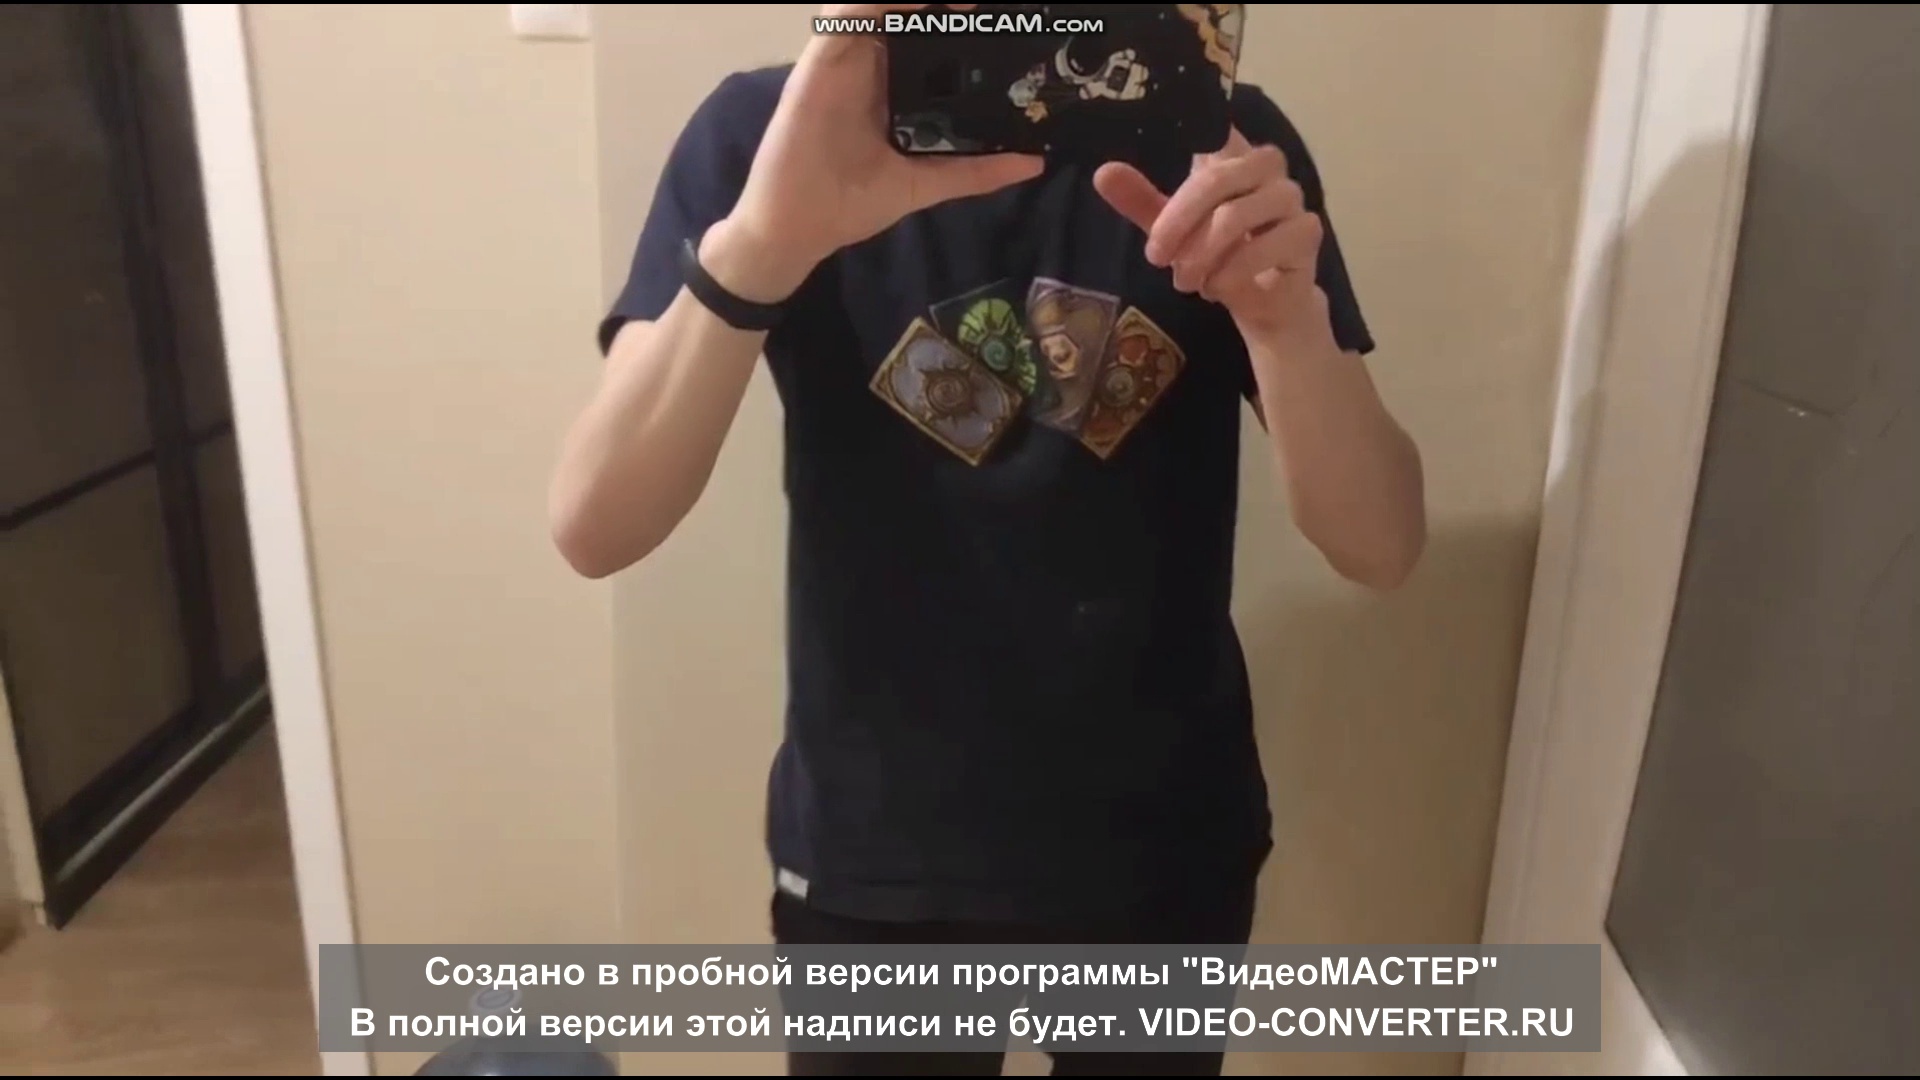 www.BANDICAM.com
Создано в пробной версии программы "ВидеоМАСТЕР"
В полной версии этой надписи не будет. VIDEO-CONVERTER.RU